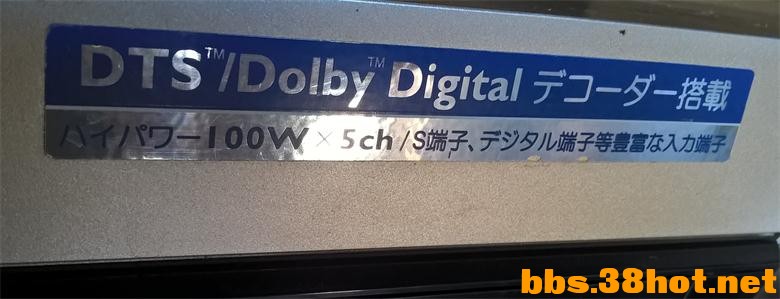 DTS™/Dolby™ Digital デコーダー搭載
ハイパワー100W×5ch/S端子、デジタル端子等豊富な入力端子
bbs.38hot.net